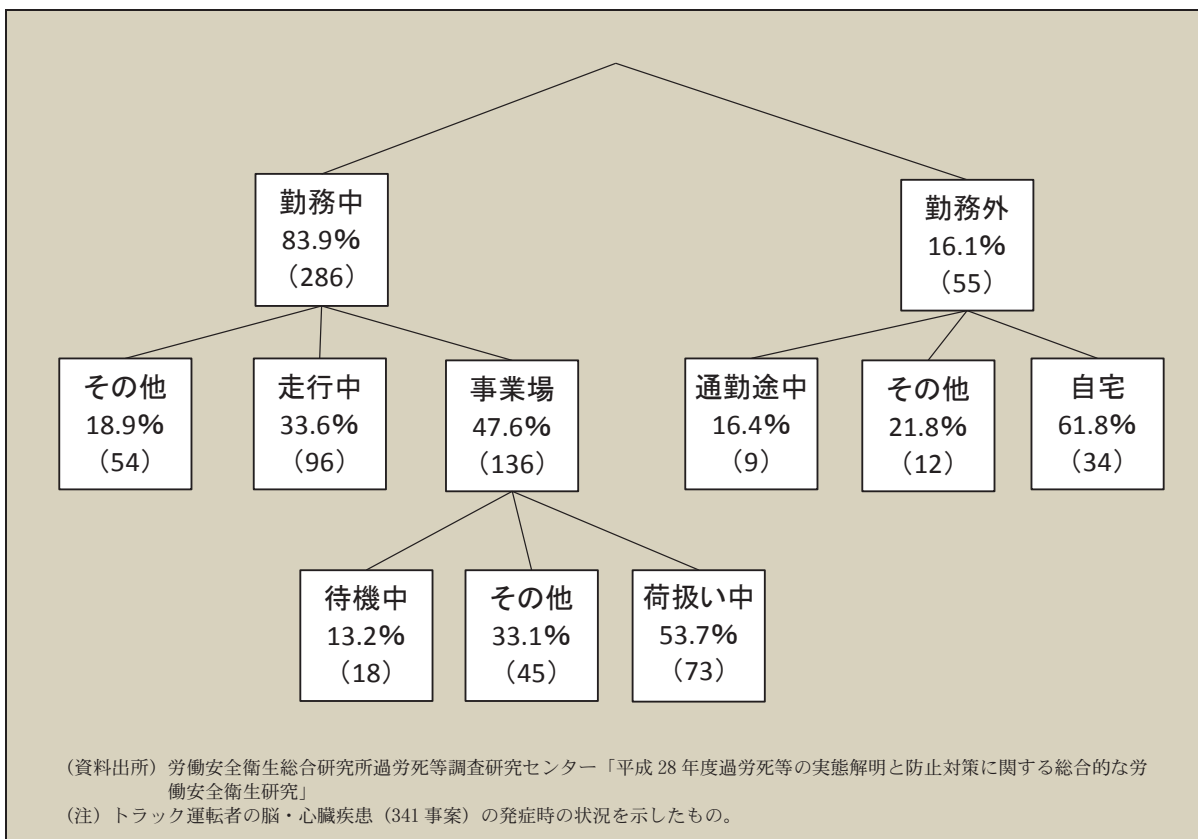 勤務中
83.9%
（286）
勤務外
16.1%
（55）
その他
18.9%
（54）
走行中
33.6%
（96）
事業場
47.6%
（136）
通勤途中
16.4%
（9）
その他
21.8%
（12）
自宅
61.8%
（34）
待機中
13.2%
（18）
その他
33.1%
（45）
荷扱い中
53.7%
（73）
（資料出所）労働安全衛生総合研究所過労死等調査研究センター「平成 28 年度過労死等の実態解明と防止対策に関する総合的な労
働安全衛生研究」
（注）トラック運転者の脳・心臓疾患（341 事案）の発症時の状況を示したもの。